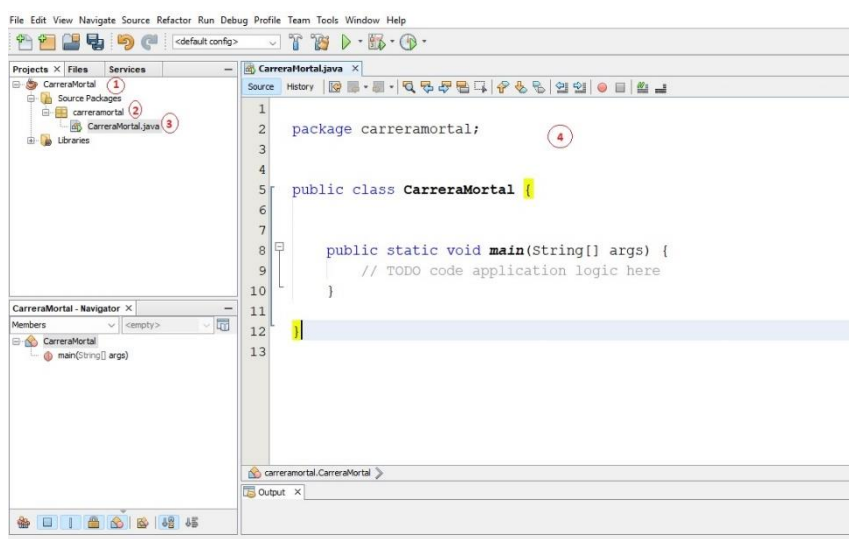 File Edit View Navigate Source Refactor Run Debug Profile Team Tools Window Help
<default config>
Projects × Files Services
CarreraMortal 1
Source Packages
carreramortal 2
CarreraMortal.java 3
Libraries
CarreraMortal.java ×
Source History
1
2 package carreramortal;
4
3
4
5 public class CarreraMortal {
6
7
8 public static void main(String[] args) {
9 // TODO code application logic here
10 }
11
12 }
13
CarreraMortal - Navigator ×
Members <empty>
CarreraMortal
main(String[] args)
carreramortal.CarreraMortal
Output ×